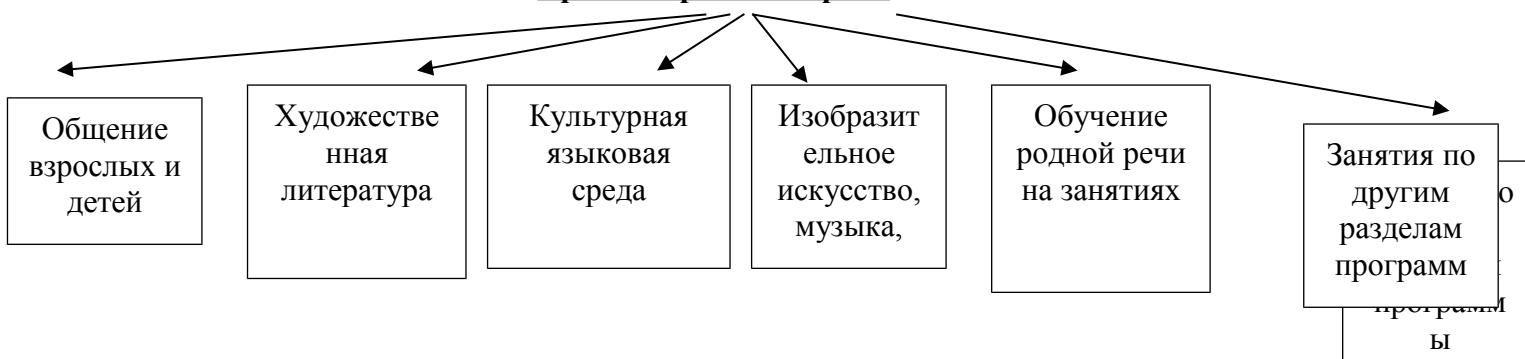 Общение
взрослых и
детей
Художестве
нная
литература
Культурная
языковая
среда
Изобразит
ельное
искусство,
музыка,
Обучение
родной речи
на занятиях
Занятия по
другим
разделам
программ
ы